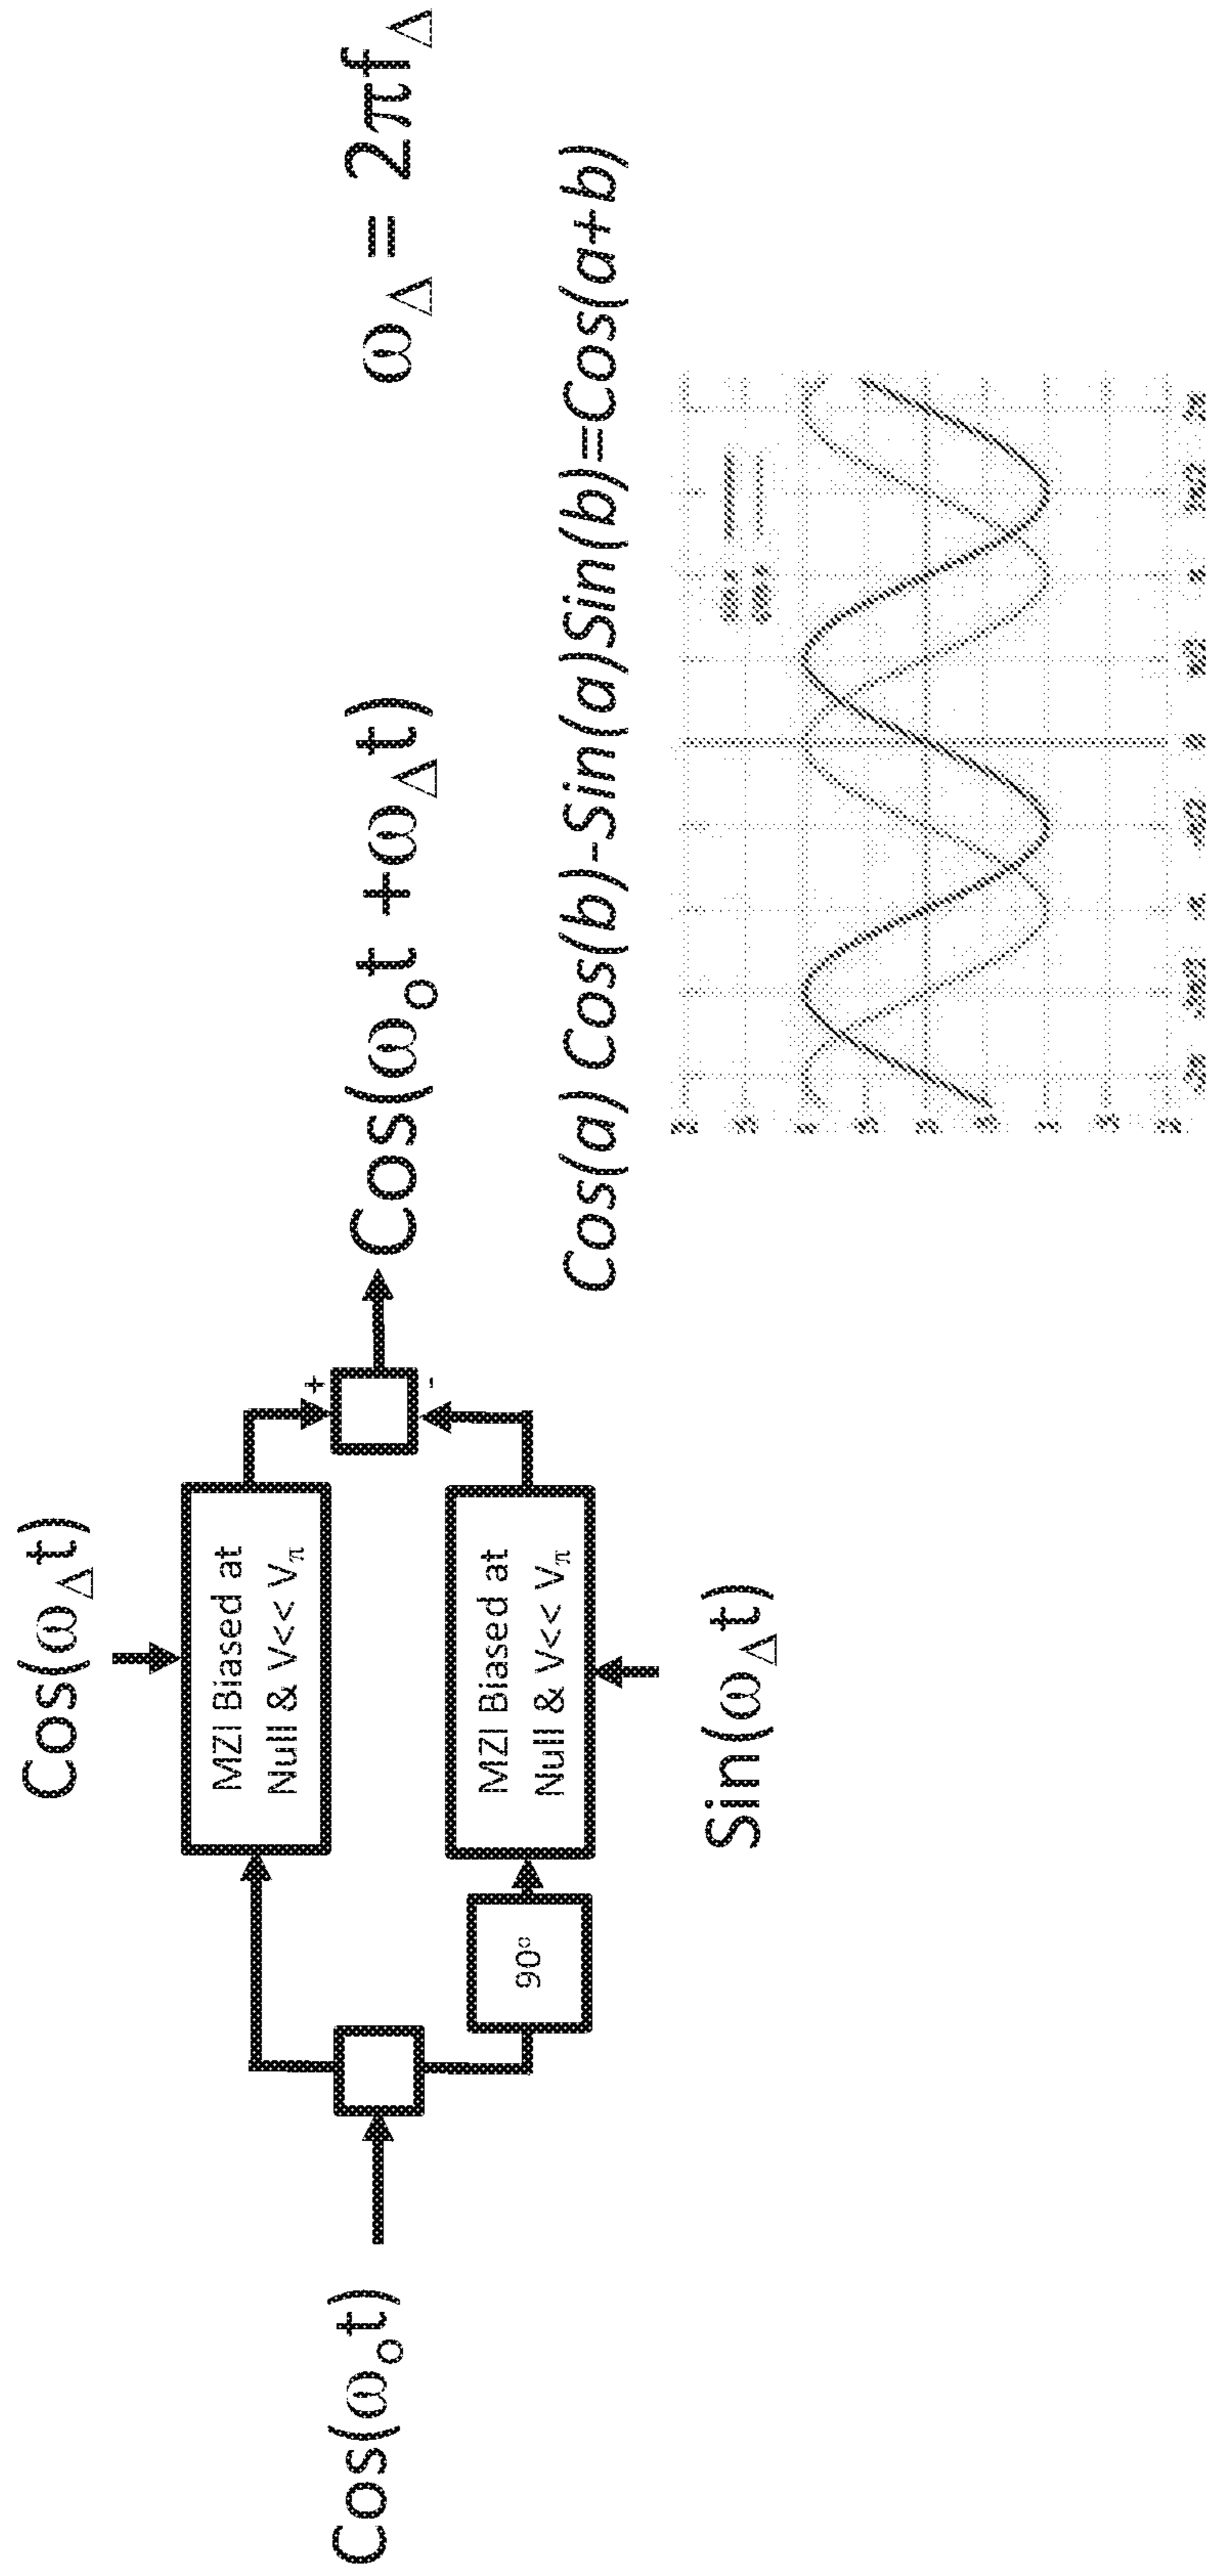 Cos(ω_Δt)
Cos(ω_ot)
MZI Biased at
Null & V<< V_π
90°
MZI Biased at
Null & V<< V_π
Sin(ω_Δt)
+
-
Cos(ω_ot +ω_Δt)
ω_Δ = 2πf_Δ
Cos(a) Cos(b)-Sin(a)Sin(b)=Cos(a+b)